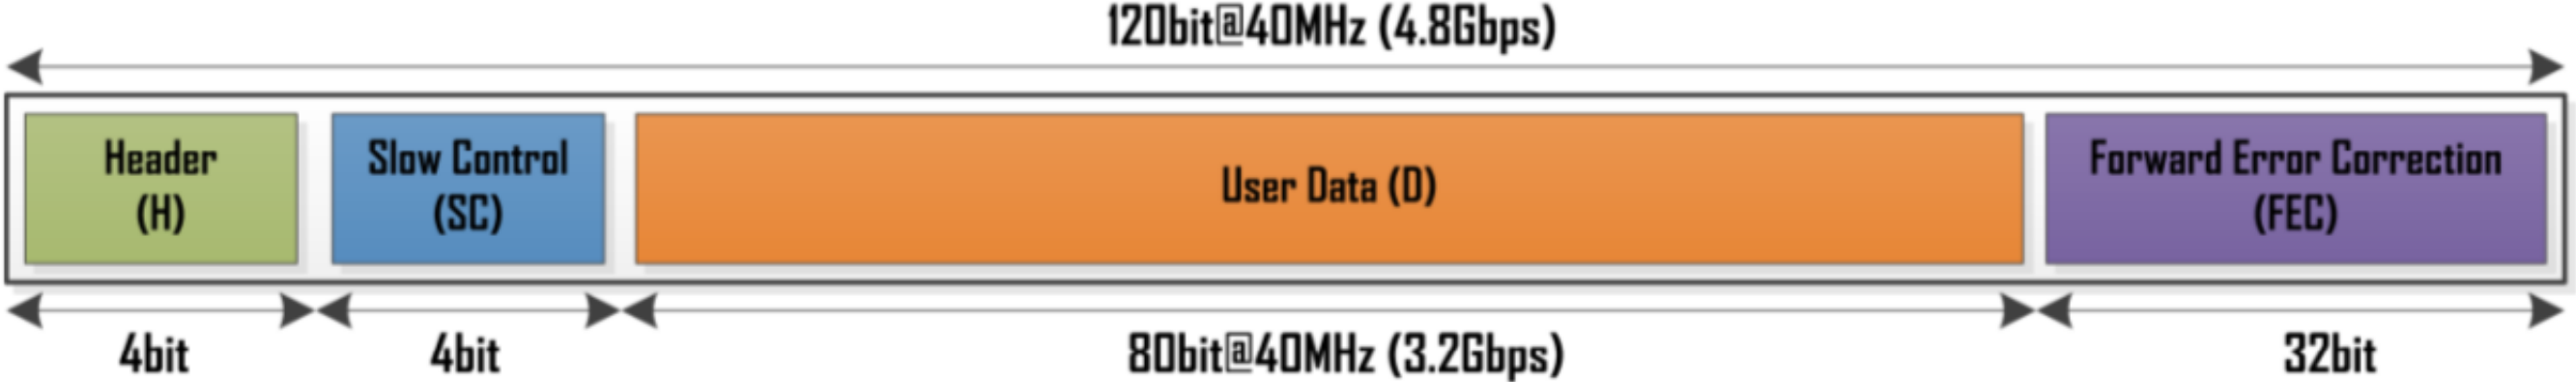 120bit@40MHz (4.8Gbps)
Header
(H)
Slow Control
(SC)
User Data (D)
Forward Error Correction
(FEC)
4bit
4bit
80bit@40MHz (3.2Gbps)
32bit